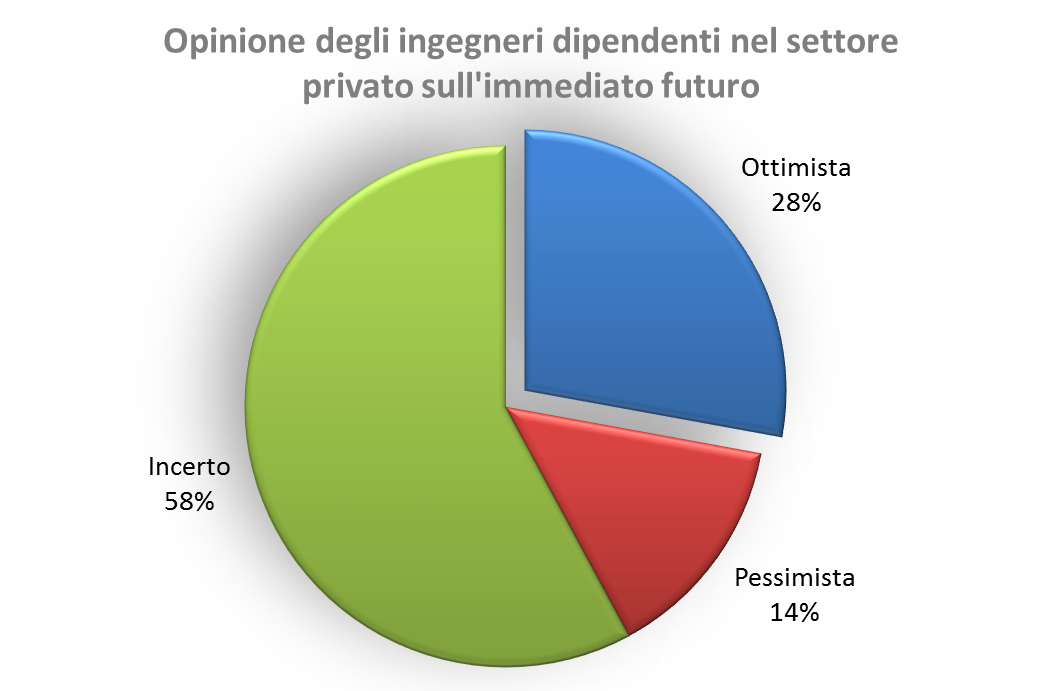 Opinione degli ingegneri dipendenti nel settore
privato sull'immediato futuro
Ottimista
28%
Incerto
58%
Pessimista
14%